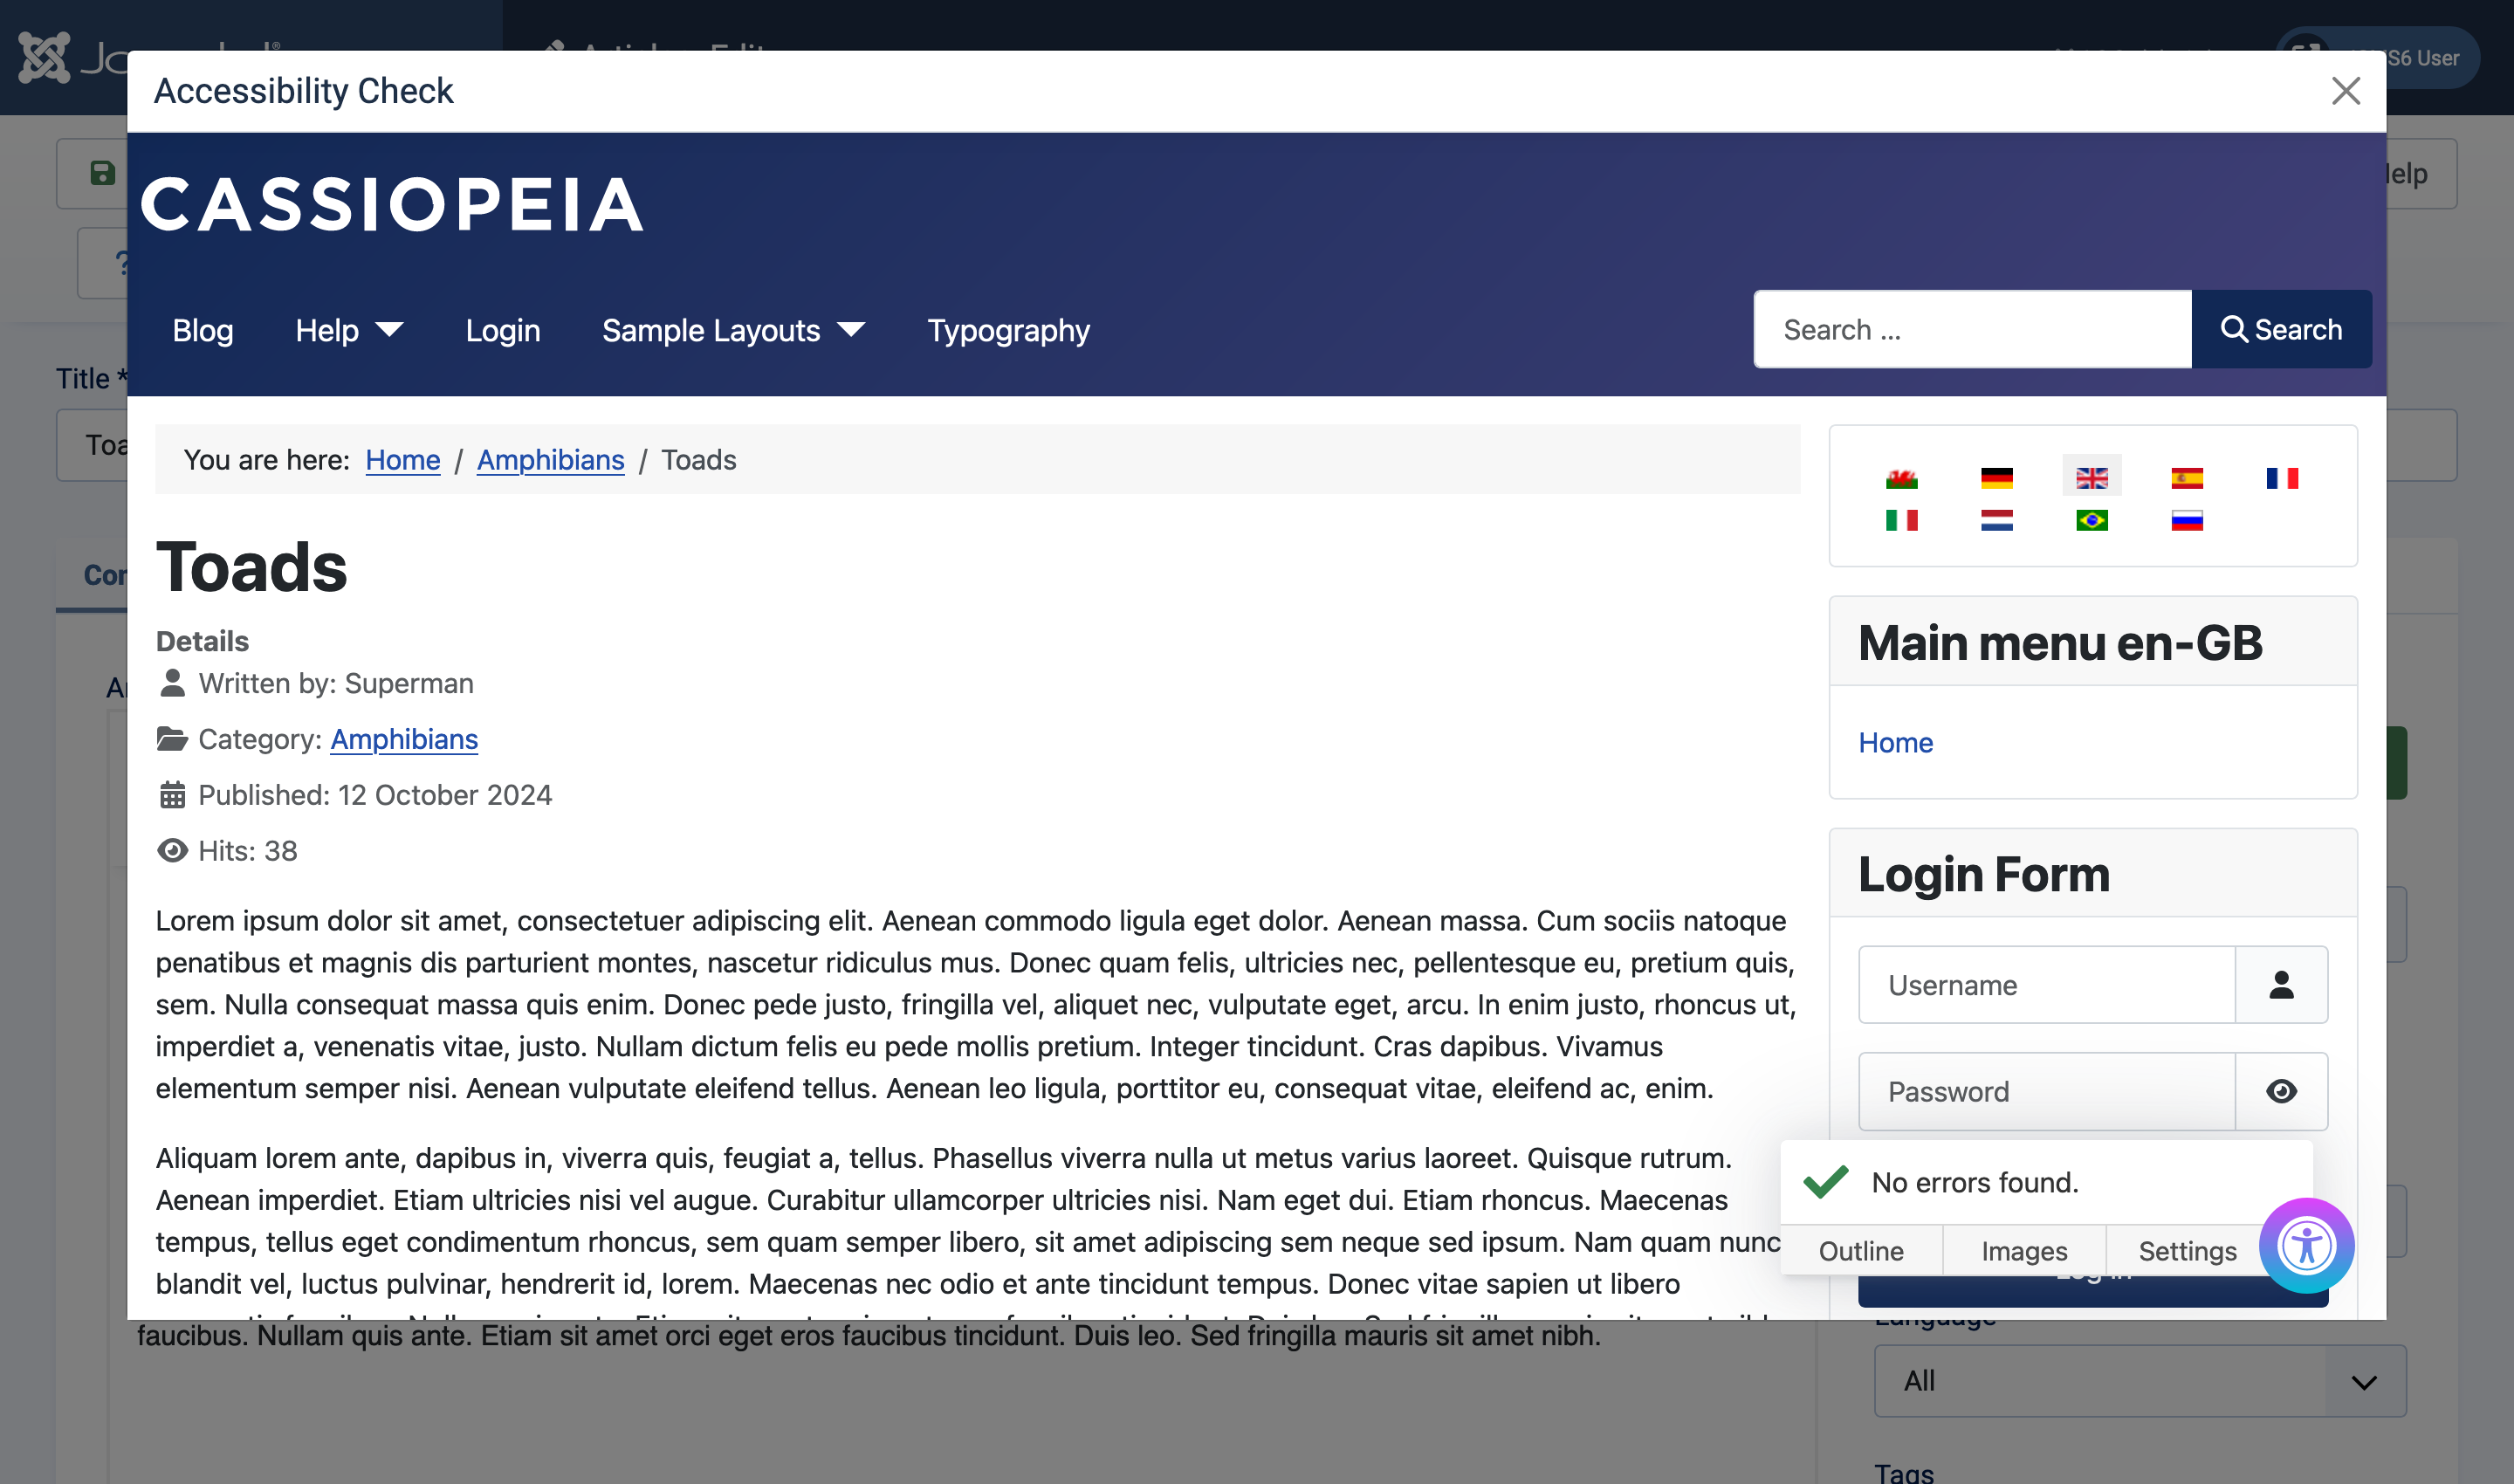 S6 User
Accessibility Check
CASSIOPEIA
Blog
Help
Login
Sample Layouts
Typography
Search ...
Search
Title *
You are here: Home / Amphibians / Toads
Toads
Details
Written by: Superman
Category: Amphibians
Published: 12 October 2024
Hits: 38
Lorem ipsum dolor sit amet, consectetuer adipiscing elit. Aenean commodo ligula eget dolor. Aenean massa. Cum sociis natoque
penatibus et magnis dis parturient montes, nascetur ridiculus mus. Donec quam felis, ultricies nec, pellentesque eu, pretium quis,
sem. Nulla consequat massa quis enim. Donec pede justo, fringilla vel, aliquet nec, vulputate eget, arcu. In enim justo, rhoncus ut,
imperdiet a, venenatis vitae, justo. Nullam dictum felis eu pede mollis pretium. Integer tincidunt. Cras dapibus. Vivamus
elementum semper nisi. Aenean vulputate eleifend tellus. Aenean leo ligula, porttitor eu, consequat vitae, eleifend ac, enim.
Aliquam lorem ante, dapibus in, viverra quis, feugiat a, tellus. Phasellus viverra nulla ut metus varius laoreet. Quisque rutrum.
Aenean imperdiet. Etiam ultricies nisi vel augue. Curabitur ullamcorper ultricies nisi. Nam eget dui. Etiam rhoncus. Maecenas
tempus, tellus eget condimentum rhoncus, sem quam semper libero, sit amet adipiscing sem neque sed ipsum. Nam quam nunc
blandit vel, luctus pulvinar, hendrerit id, lorem. Maecenas nec odio et ante tincidunt tempus. Donec vitae sapien ut libero
faucibus. Nullam quis ante. Etiam sit amet orci eget eros faucibus tincidunt. Duis leo. Sed fringilla mauris sit amet nibh.
Main menu en-GB
Home
Login Form
Username
Password
No errors found.
Outline
Images
Settings
Language
All
Tags